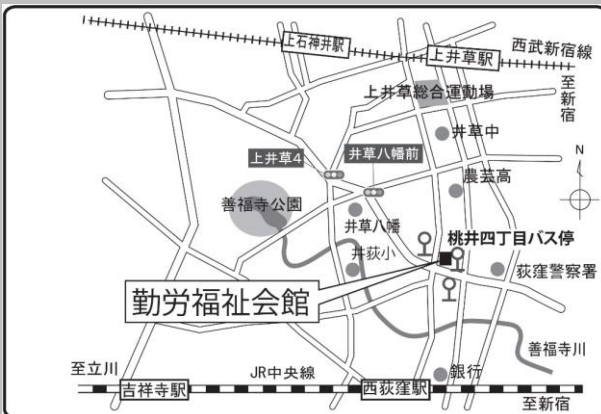 上石神井駅
上井草駅
西武新宿線
至新宿
上井草総合運動場
井草中
上井草4
井草八幡前
農芸高
N
善福寺公園
井草八幡
桃井四丁目バス停
井荻小
荻窪警察署
勤労福祉会館
善福寺川
至立川
JR中央線
銀行
吉祥寺駅
西荻窪駅
至新宿